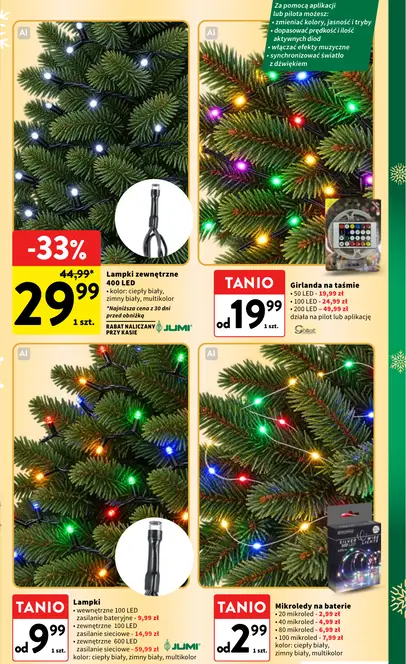 Za pomocą aplikacji
lub pilota możesz:
• zmieniać kolory, jasność i tryby
• dopasować prędkość i ilość
aktywnych diod
• włączać efekty muzyczne
• synchronizować światło
z dźwiękiem
AI
AI
-33%
44,99*
29 99
1 szt.
Lampki zewnętrzne
400 LED
• kolor: ciepły biały,
zimny biały, multikolor
*Najniższa cena z 30 dni
przed obniżką
RABAT NALICZANY
PRZY KASIE
JUMI
TANIO
od 19 99
1 szt.
Girlanda na taśmie
• 50 LED - 19,99 zł
• 100 LED - 24,99 zł
• 200 LED - 49,99 zł
działa na pilot lub aplikację
AI
AI
TANIO
od 9 99
1 szt.
Lampki
• wewnętrzne 100 LED
zasilanie bateryjne - 9,99 zł
• zewnętrzne 100 LED
zasilanie sieciowe - 14,99 zł
• zewnętrzne 600 LED
zasilanie sieciowe - 59,99 zł
kolor: ciepły biały, zimny biały, multikolor
JUMI
TANIO
od 2 99
1 szt.
SILVER WIRE
LIGHTS
Mikroledy na baterie
• 20 mikroled - 2,99 zł
• 40 mikroled - 4,99 zł
• 80 mikroled - 6,99 zł
• 100 mikroled - 7,99 zł
kolor: ciepły biały,
zimny biały, multikolor